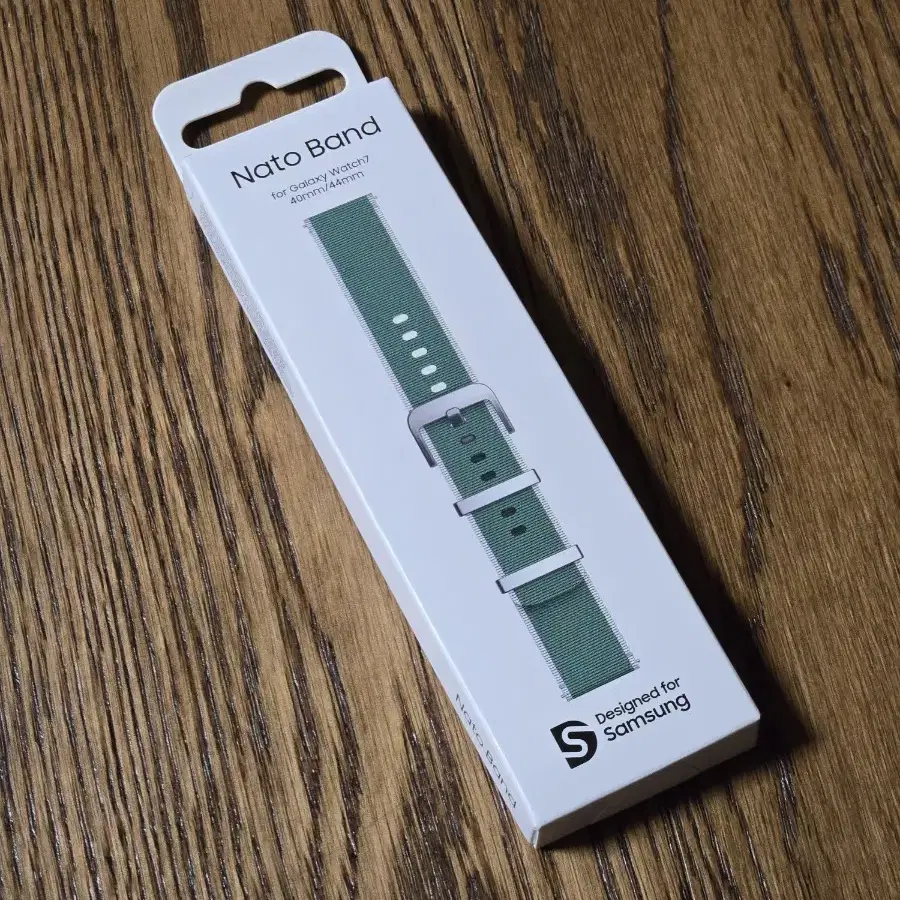 Nato Band
for Galaxy Watch7
40mm/44mm
Designed for
Samsung
Nato Band